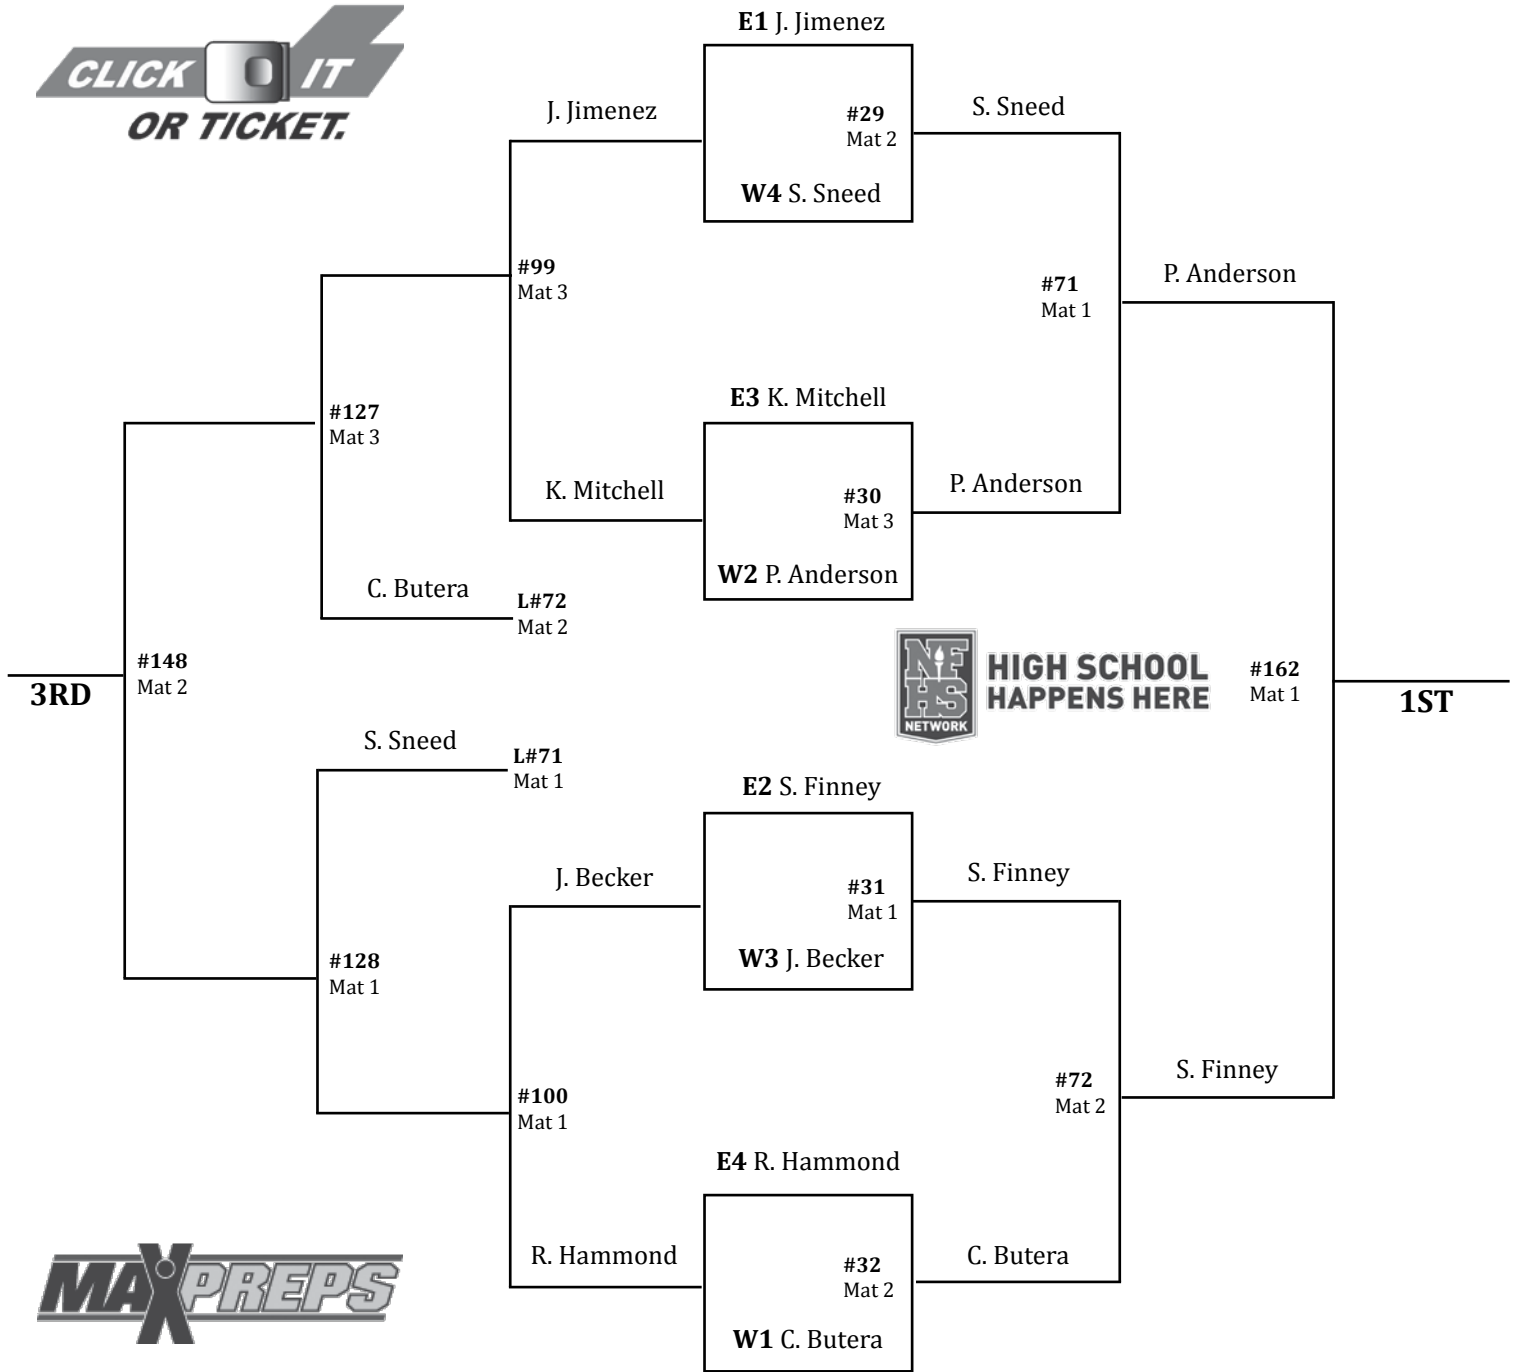 E1 J. Jimenez
CLICK IT
OR TICKET.
J. Jimenez
#29
Mat 2
S. Sneed
W4 S. Sneed
#99
Mat 3
#71
Mat 1
P. Anderson
E3 K. Mitchell
#127
Mat 3
K. Mitchell
#30
Mat 3
P. Anderson
W2 P. Anderson
C. Butera
L#72
Mat 2
#148
Mat 2
3RD
NF
HS
NETWORK
HIGH SCHOOL
HAPPENS HERE
#162
Mat 1
1ST
S. Sneed
L#71
Mat 1
E2 S. Finney
J. Becker
#31
Mat 1
S. Finney
W3 J. Becker
#128
Mat 1
#100
Mat 1
#72
Mat 2
S. Finney
E4 R. Hammond
R. Hammond
#32
Mat 2
C. Butera
W1 C. Butera
MAXPREPS